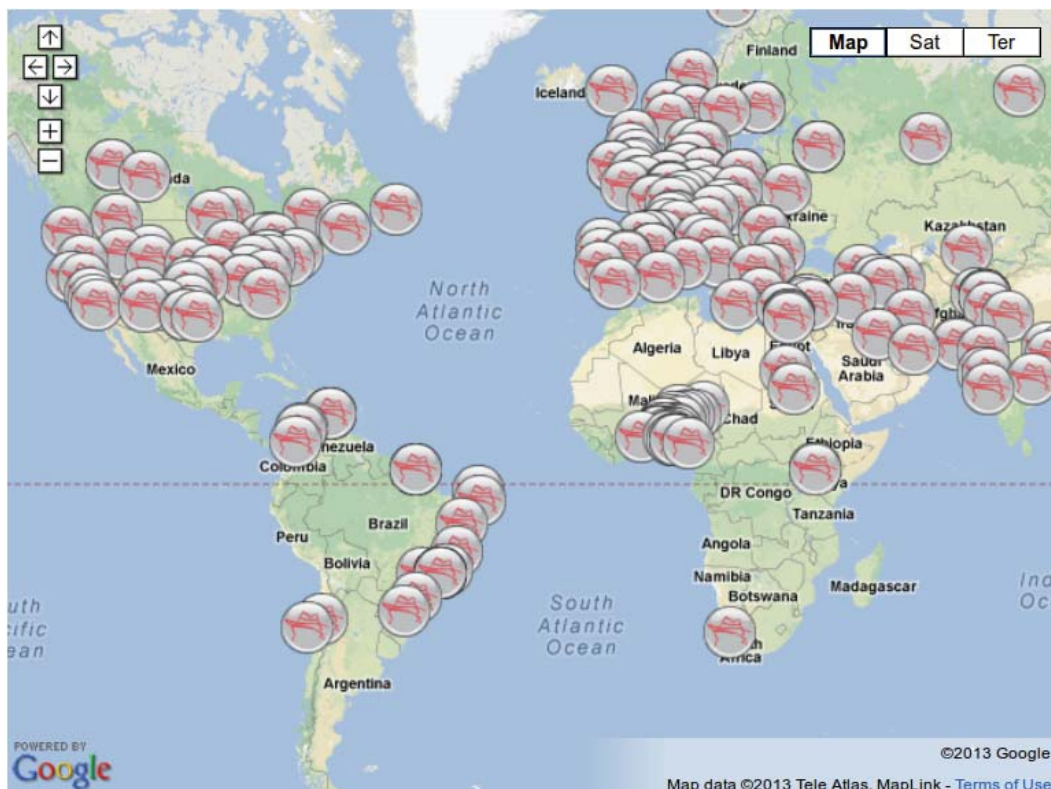 Map Sat Ter
Finland
Iceland
Kazakhstan
North
Atlantic
Ocean
Algeria
Libya
Egypt
Saudi
Arabia
Mexico
Chad
Ethiopia
Colombia
DR Congo
Tanzania
Brazil
Peru
Bolivia
Angola
Namibia
Botswana
Madagascar
South
Atlantic
Ocean
Africa
Argentina
POWERED BY
Google
©2013 Google
Map data ©2013 Tele Atlas, MapLink - Terms of Use